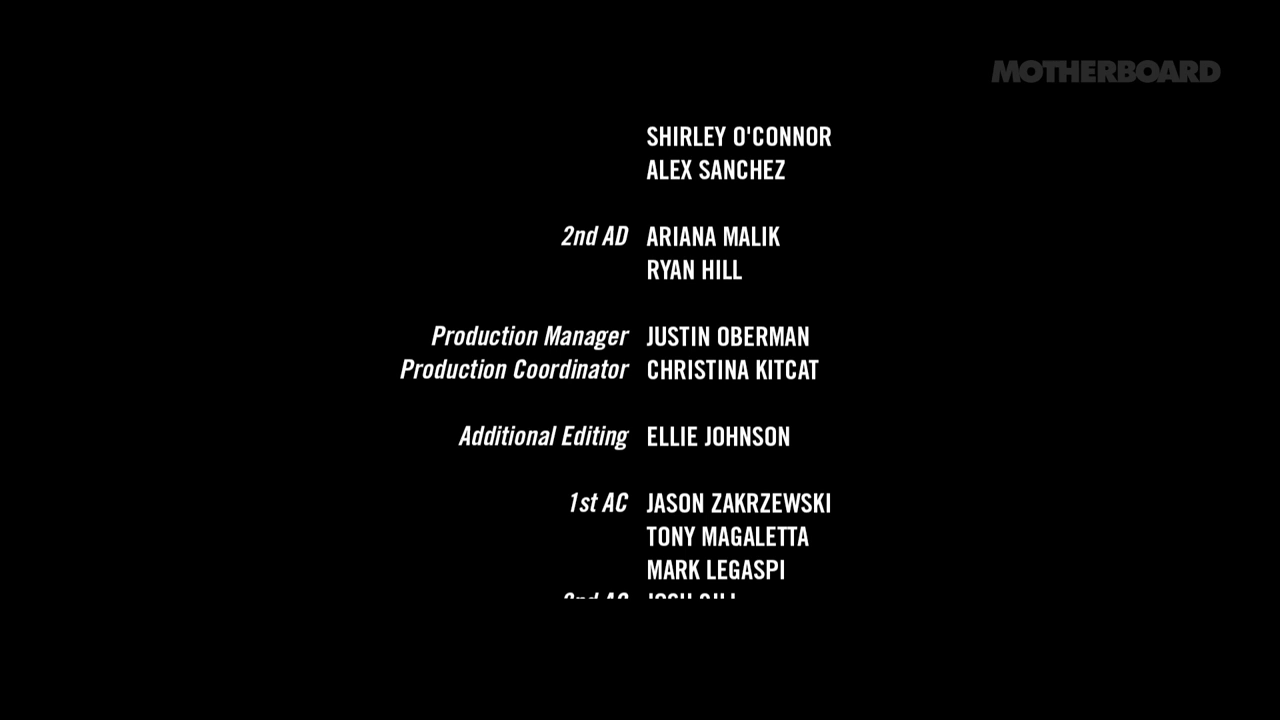 MOTHERBOARD
SHIRLEY O'CONNOR
ALEX SANCHEZ
2nd AD ARIANA MALIK
RYAN HILL
Production Manager JUSTIN OBERMAN
Production Coordinator CHRISTINA KITCAT
Additional Editing ELLIE JOHNSON
1st AC JASON ZAKRZEWSKI
TONY MAGALETTA
MARK LEGASPI